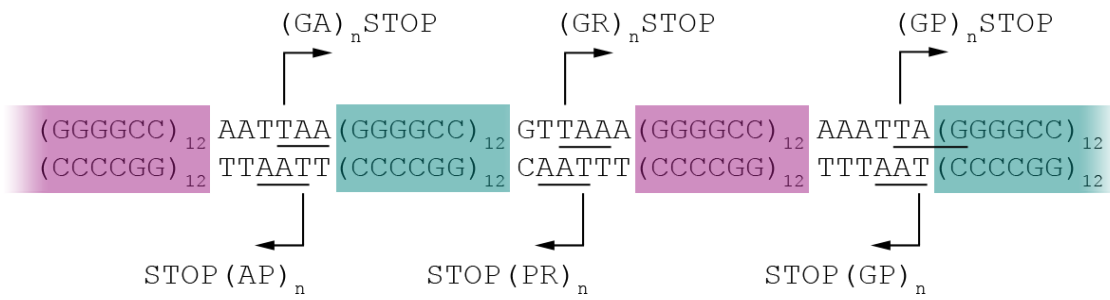 (GA)nSTOP (GR)nSTOP (GP)nSTOP
(GGGGCC)12 AATTAA (GGGGCC)12 GTTAAA (GGGGCC)12 AAATTA (GGGGCC)12
(CCCCGG)12 TTAATT (CCCCGG)12 CAATTT (CCCCGG)12 TTTAAT (CCCCGG)12
STOP(AP)n STOP(PR)n STOP(GP)n